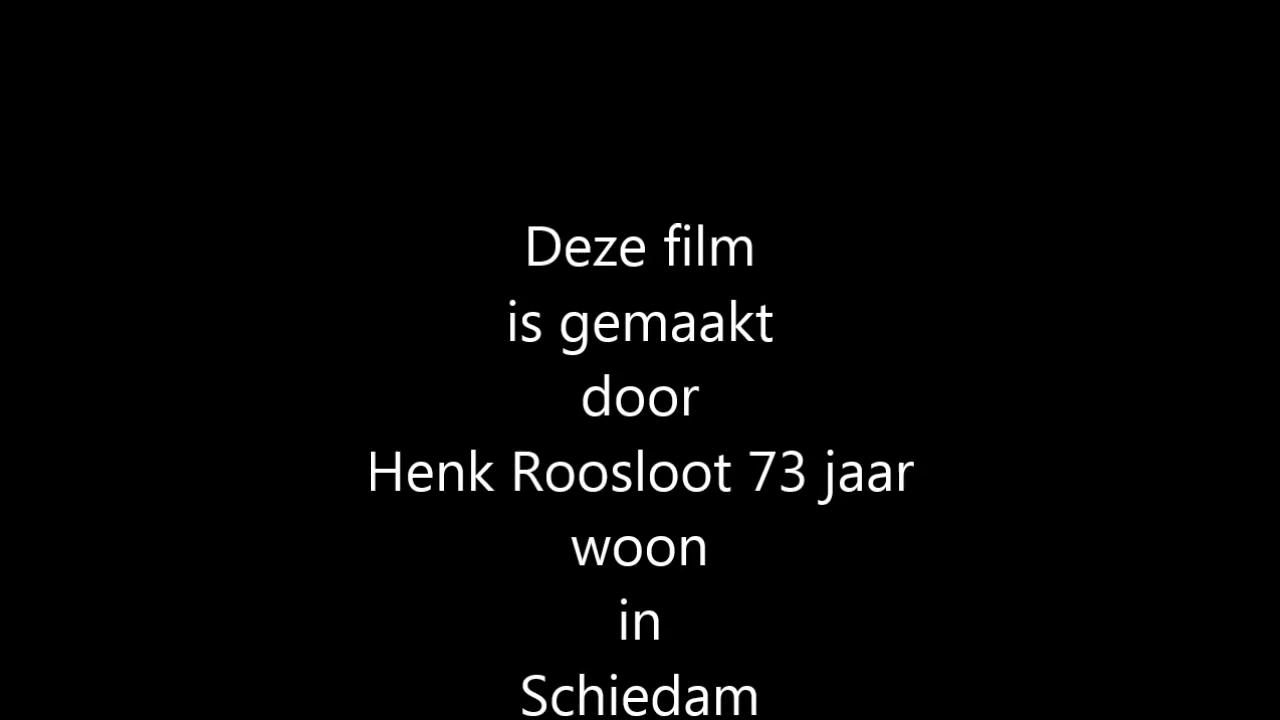 Deze film
is gemaakt
door
Henk Roosloot 73 jaar
woon
in
Schiedam